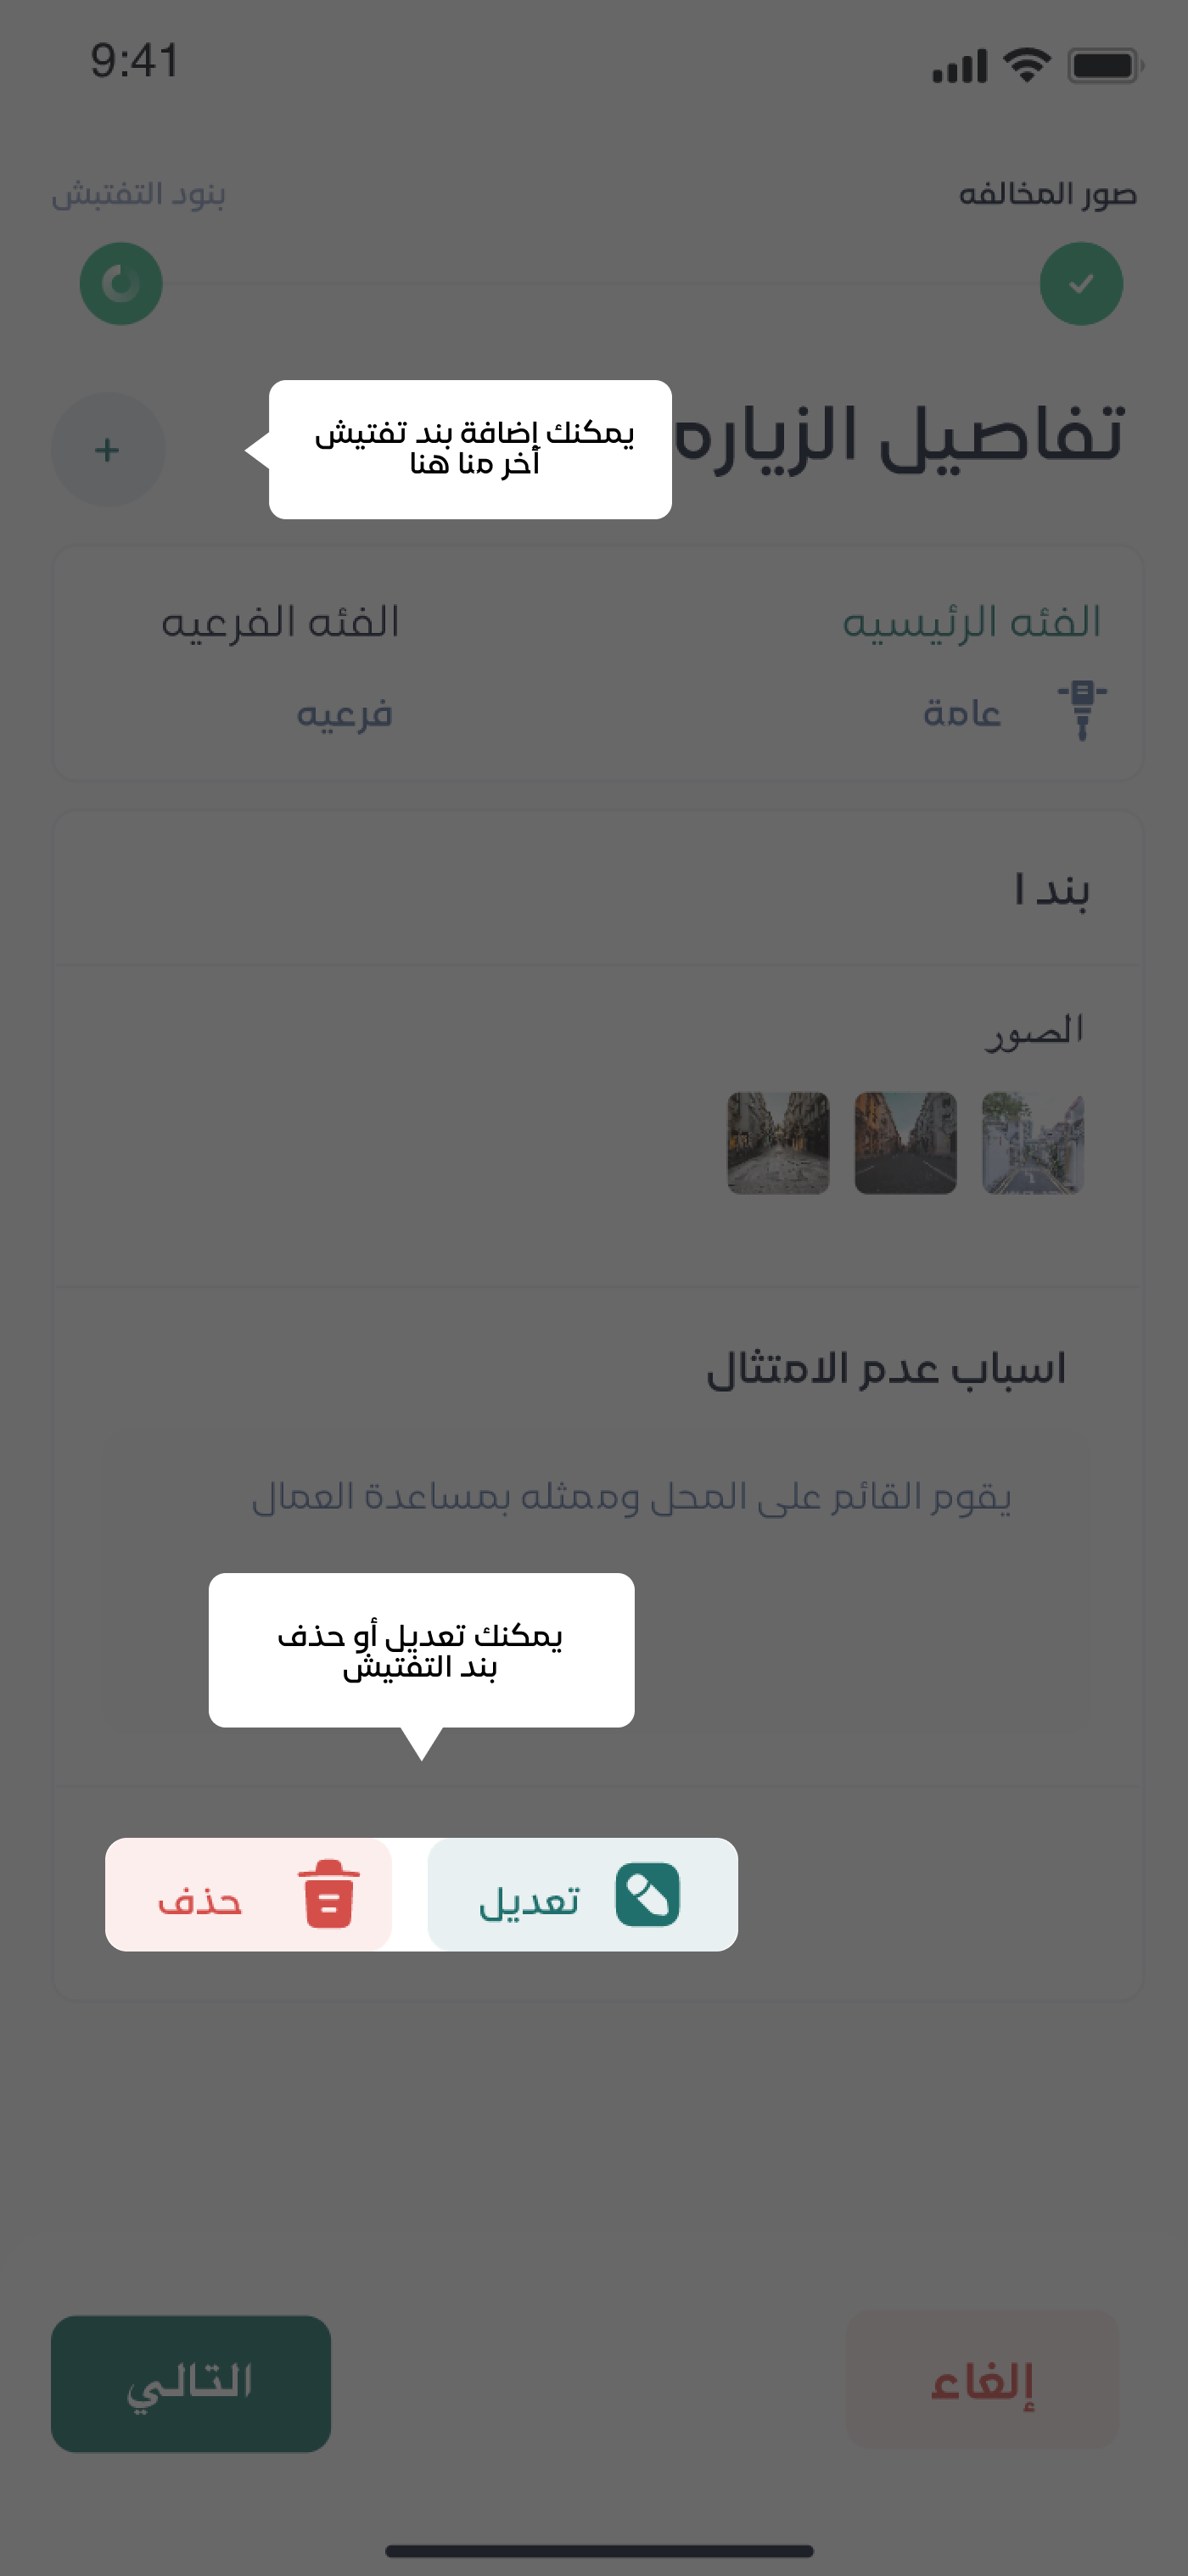 9:41
صور المخالفه
بنود التفتبش
تفاصيل الزياره
يمكنك إضافة بند تفتيش
أخر منا هنا
+
الفئه الرئيسيه
الفئه الفرعيه
عامة
فرعيه
بند ا
الصور
اسباب عدم الامتثال
يقوم القائم على المحل وممثله بمساعدة العمال
يمكنك تعديل أو حذف
بند التفتيش
تعديل
حذف
إلغاء
التالي